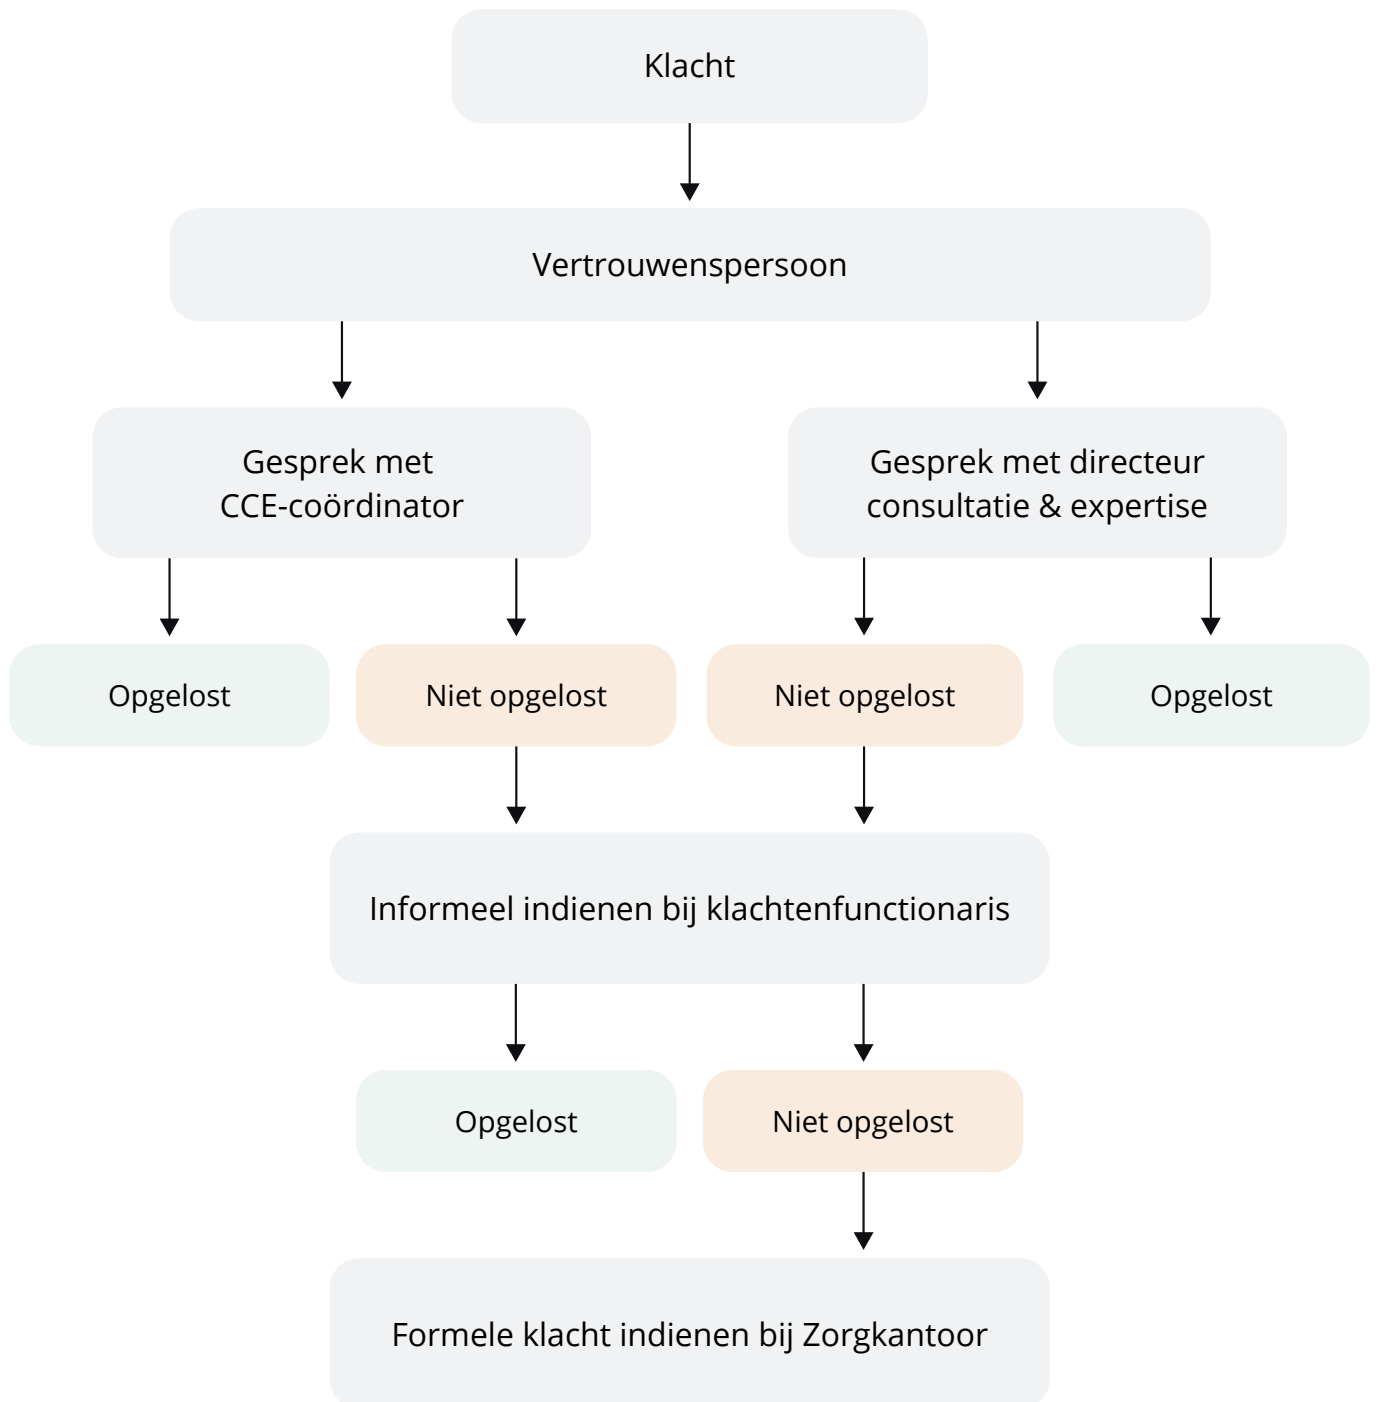 Klacht
Vertrouwenspersoon
Gesprek met
CCE-coördinator
Gesprek met directeur
consultatie & expertise
Opgelost
Niet opgelost
Niet opgelost
Opgelost
Informeel indienen bij klachtenfunctionaris
Opgelost
Niet opgelost
Formele klacht indienen bij Zorgkantoor